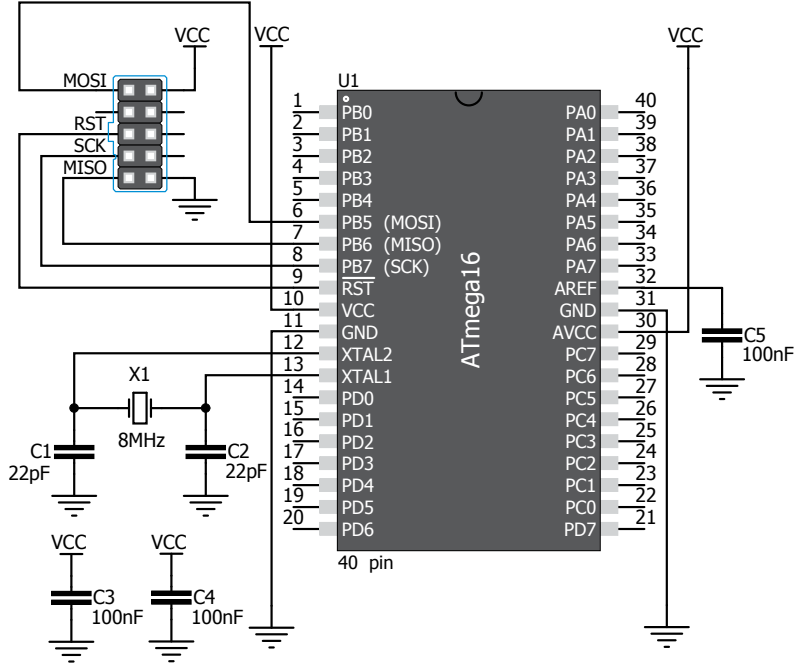 VCC
VCC
VCC
MOSI
RST
SCK
MISO
U1
1
2
3
4
5
6
7
8
9
10
11
12
13
14
15
16
17
18
19
20
PB0
PB1
PB2
PB3
PB4
PB5 (MOSI)
PB6 (MISO)
PB7 (SCK)
RST
VCC
GND
XTAL2
XTAL1
PD0
PD1
PD2
PD3
PD4
PD5
PD6
ATmega16
PA0
PA1
PA2
PA3
PA4
PA5
PA6
PA7
AREF
GND
AVCC
PC7
PC6
PC5
PC4
PC3
PC2
PC1
PC0
PD7
40
39
38
37
36
35
34
33
32
31
30
29
28
27
26
25
24
23
22
21
40 pin
C5
100nF
X1
8MHz
C1
22pF
C2
22pF
VCC
C3
100nF
VCC
C4
100nF